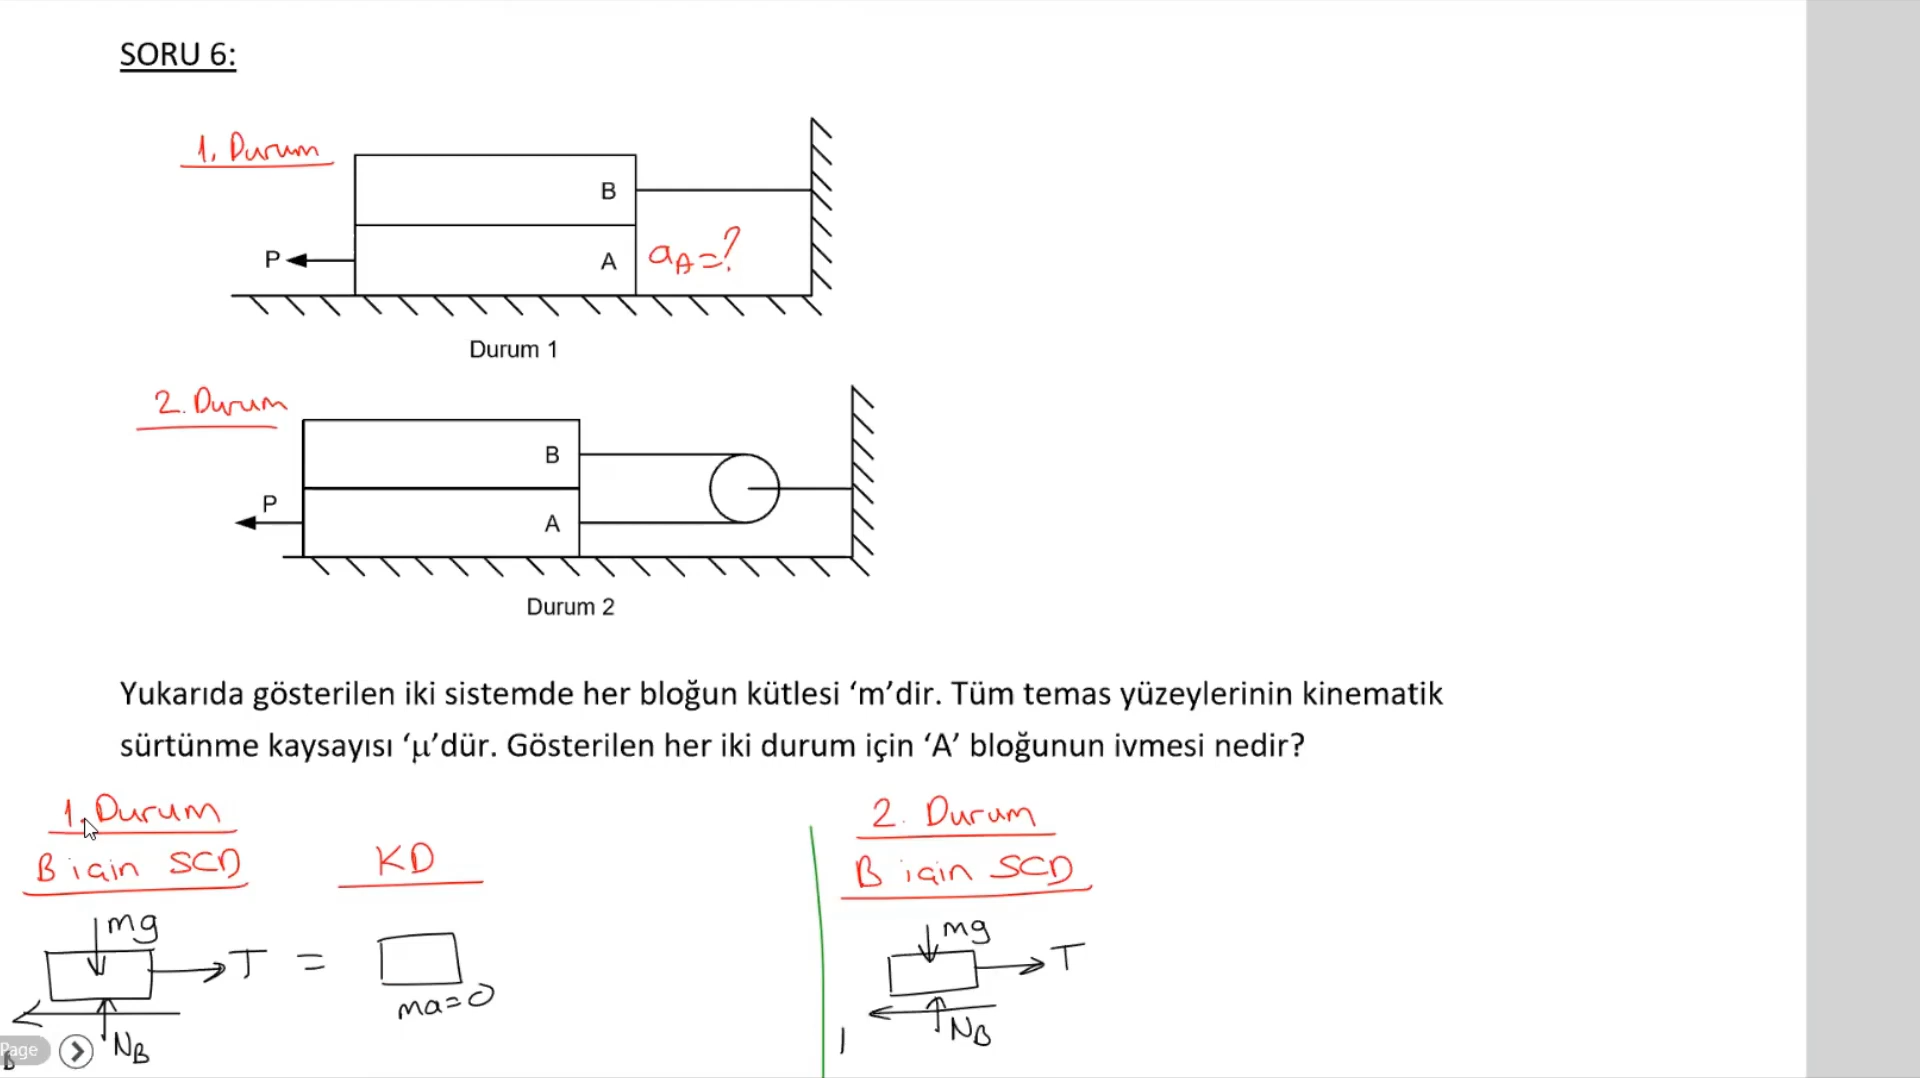 SORU 6:
1. Durum
B
P
A
aA=?
Durum 1
2. Durum
B
P
A
Durum 2
Yukarıda gösterilen iki sistemde her bloğun kütlesi ‘m’dir. Tüm temas yüzeylerinin kinematik
sürtünme kaysayısı ‘μ’dür. Gösterilen her iki durum için ‘A’ bloğunun ivmesi nedir?
1. Durum
B için SCD
KD
mg
T =
ma=0
NB
2. Durum
B için SCD
mg
T
NB
Page